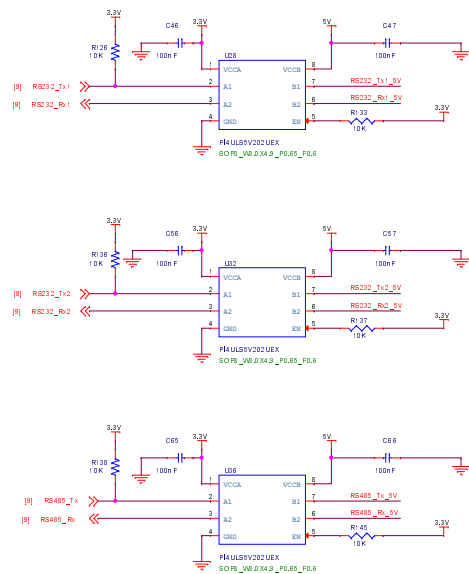 3.3V
5V
C46
C47
R126
10K
100nF
100nF
U28
1 VCCA VCCB 8
[9] RS232_Tx1 2 A1 B1 7 RS232_Tx1_5V
[9] RS232_Rx1 3 A2 B2 6 RS232_Rx1_5V
4 GND EN 5 R133 3.3V
10K
PI4ULS5V202UEX
SOP8_W3.0X4.9_P0.65_F0.6
3.3V
3.3V
5V
C56
C57
R136
10K
100nF
100nF
U32
1 VCCA VCCB 8
[9] RS232_Tx2 2 A1 B1 7 RS232_Tx2_5V
[9] RS232_Rx2 3 A2 B2 6 RS232_Rx2_5V
4 GND EN 5 R137 3.3V
10K
PI4ULS5V202UEX
SOP8_W3.0X4.9_P0.65_F0.6
3.3V
3.3V
5V
C65
C66
R138
10K
100nF
100nF
U36
1 VCCA VCCB 8
[9] RS485_Tx 2 A1 B1 7 RS485_Tx_5V
[9] RS485_Rx 3 A2 B2 6 RS485_Rx_5V
4 GND EN 5 R145 3.3V
10K
PI4ULS5V202UEX
SOP8_W3.0X4.9_P0.65_F0.6
3.3V